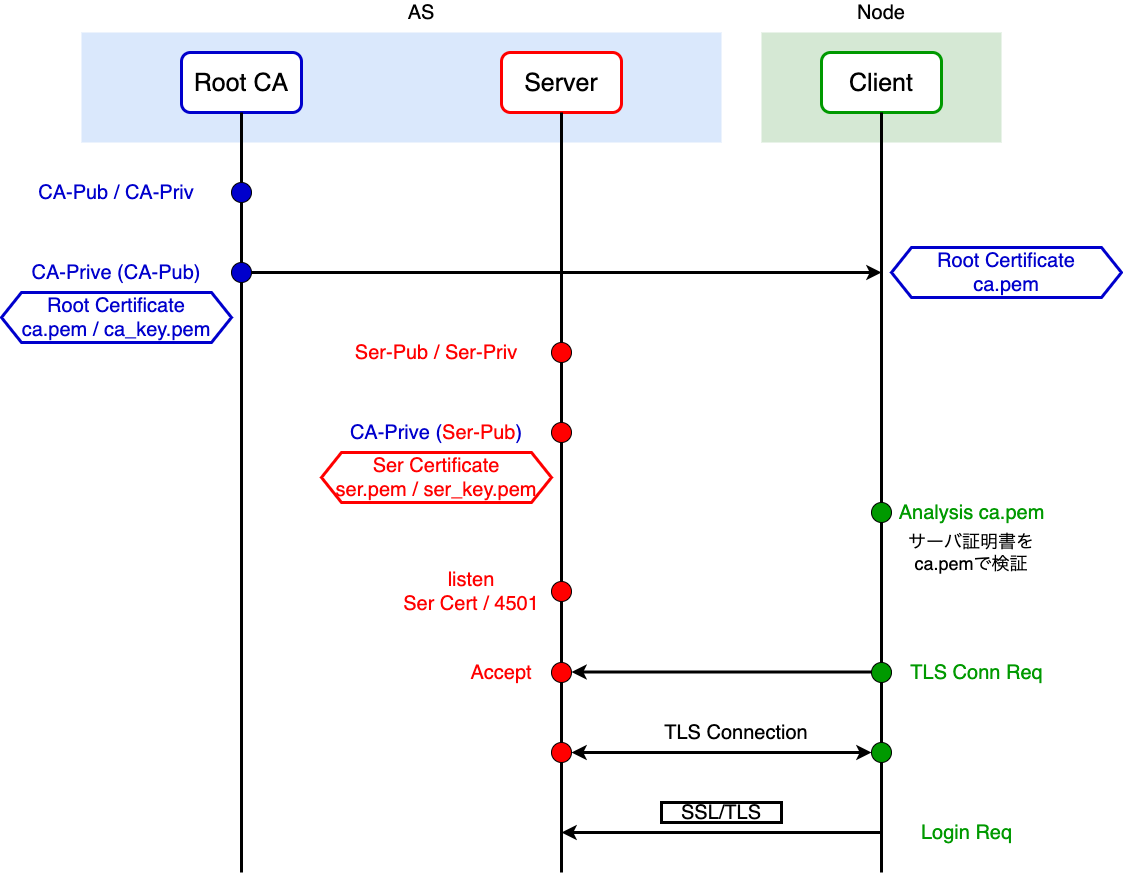 AS
Node
Root CA
Server
Client
CA-Pub / CA-Priv
CA-Prive (CA-Pub)
Root Certificate
ca.pem / ca_key.pem
Root Certificate
ca.pem
Ser-Pub / Ser-Priv
CA-Prive (Ser-Pub)
Ser Certificate
ser.pem / ser_key.pem
Analysis ca.pem
サーバ証明書を
ca.pemで検証
listen
Ser Cert / 4501
Accept
TLS Conn Req
TLS Connection
SSL/TLS
Login Req